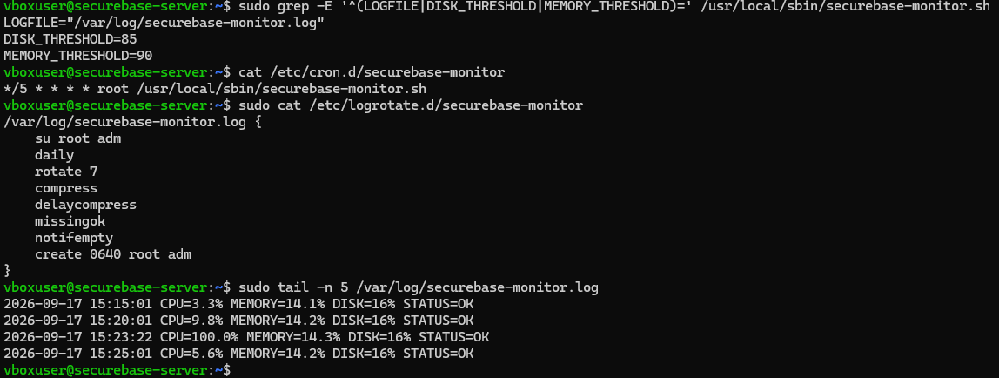 vboxuser@securebase-server:~$ sudo grep -E '^(LOGFILE|DISK_THRESHOLD|MEMORY_THRESHOLD)=' /usr/local/sbin/securebase-monitor.sh
LOGFILE="/var/log/securebase-monitor.log"
DISK_THRESHOLD=85
MEMORY_THRESHOLD=90
vboxuser@securebase-server:~$ cat /etc/cron.d/securebase-monitor
*/5 * * * * root /usr/local/sbin/securebase-monitor.sh
vboxuser@securebase-server:~$ sudo cat /etc/logrotate.d/securebase-monitor
/var/log/securebase-monitor.log {
    su root adm
    daily
    rotate 7
    compress
    delaycompress
    missingok
    notifempty
    create 0640 root adm
}
vboxuser@securebase-server:~$ sudo tail -n 5 /var/log/securebase-monitor.log
2026-09-17 15:15:01 CPU=3.3% MEMORY=14.1% DISK=16% STATUS=OK
2026-09-17 15:20:01 CPU=9.8% MEMORY=14.2% DISK=16% STATUS=OK
2026-09-17 15:23:22 CPU=100.0% MEMORY=14.3% DISK=16% STATUS=OK
2026-09-17 15:25:01 CPU=5.6% MEMORY=14.2% DISK=16% STATUS=OK
vboxuser@securebase-server:~$